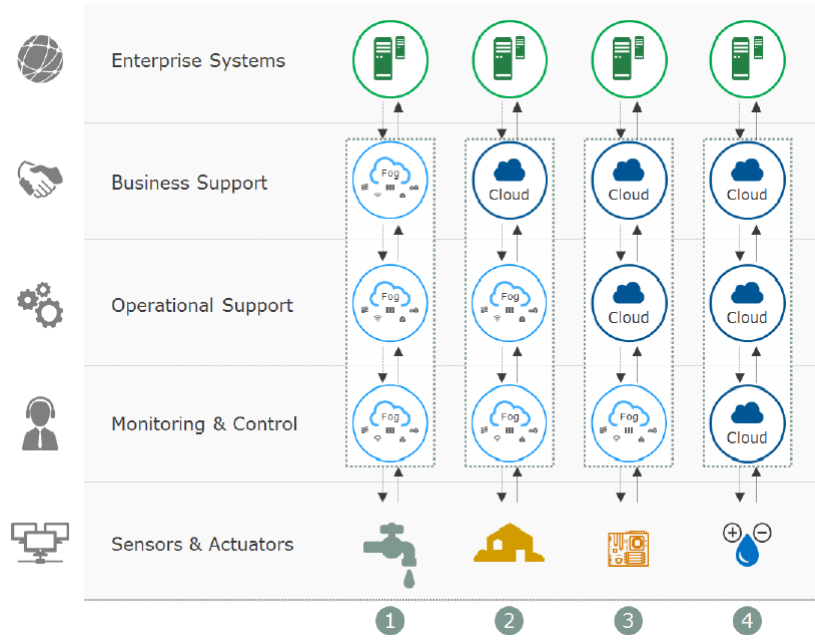 Enterprise Systems
Business Support
Fog
Cloud
Cloud
Cloud
Operational Support
Fog
Fog
Cloud
Cloud
Monitoring & Control
Fog
Fog
Fog
Cloud
Sensors & Actuators
1
2
3
4